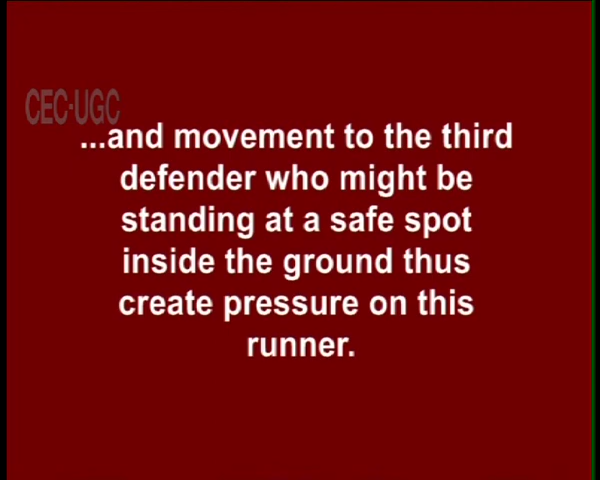 CEC-UGC
...and movement to the third
defender who might be
standing at a safe spot
inside the ground thus
create pressure on this
runner.